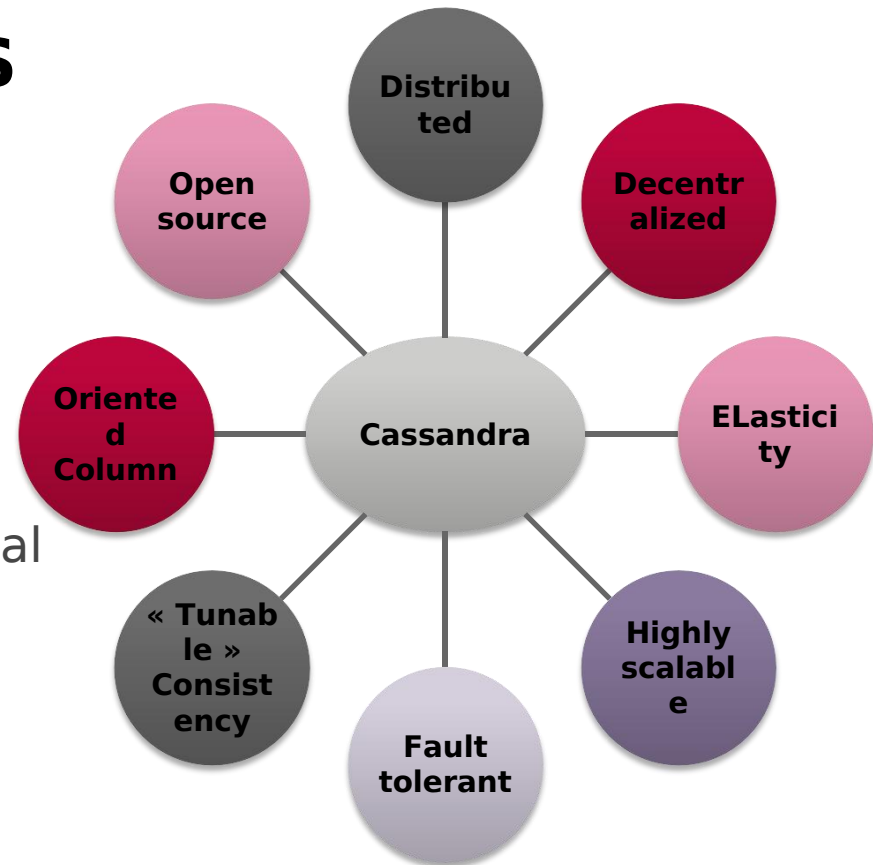 s
Distribu
ted
Decentr
alized
ELastici
ty
Highly
scalabl
e
Fault
tolerant
« Tunab
le »
Consist
ency
Oriente
d
Column
Open
source
Cassandra
al